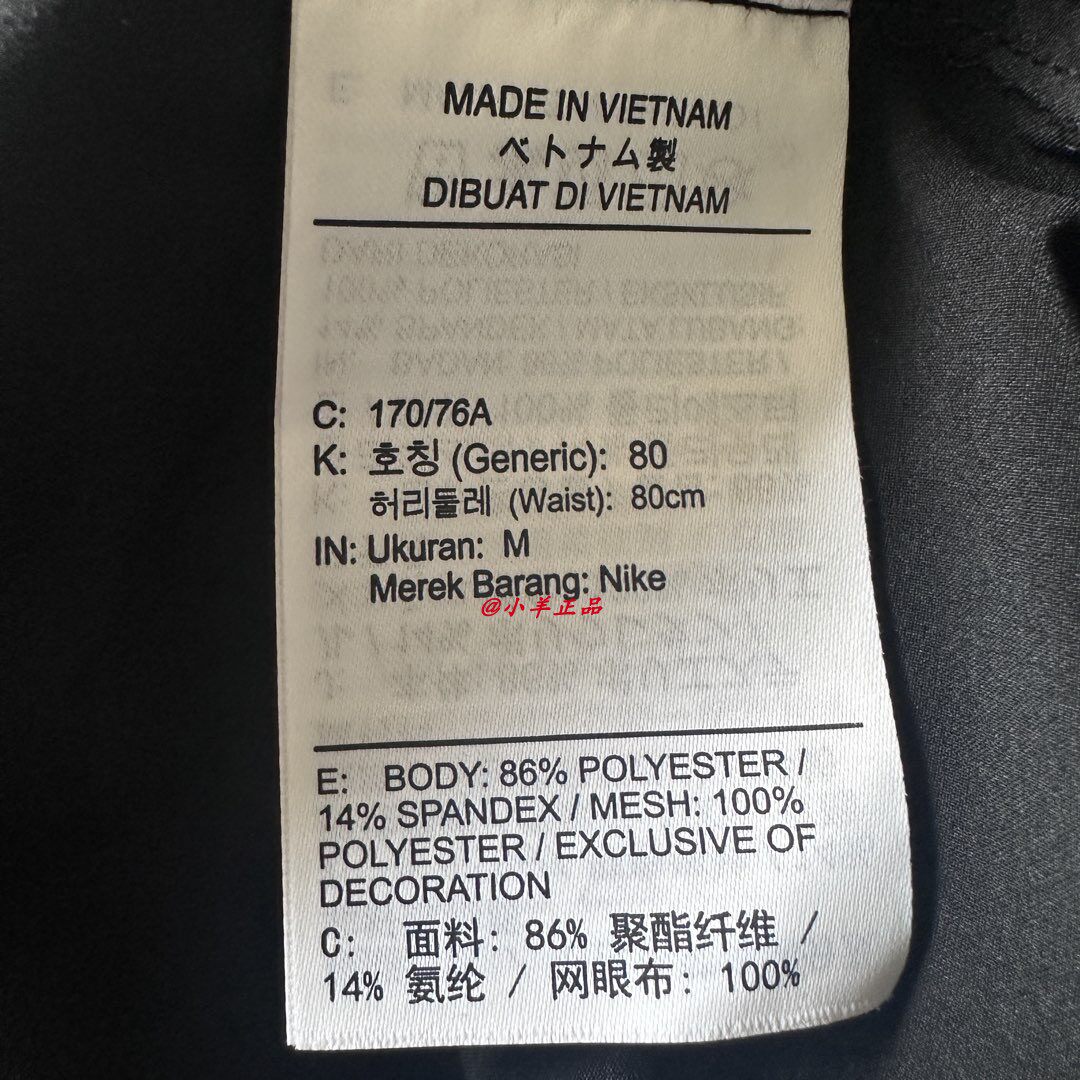 MADE IN VIETNAM
ベトナム製
DIBUAT DI VIETNAM
C: 170/76A
K: 호칭 (Generic): 80
허리둘레 (Waist): 80cm
IN: Ukuran: M
Merek Barang: Nike
@小羊正品
E: BODY: 86% POLYESTER /
14% SPANDEX / MESH: 100%
POLYESTER / EXCLUSIVE OF
DECORATION
C: 面料: 86% 聚酯纤维 /
14% 氨纶 / 网眼布: 100%